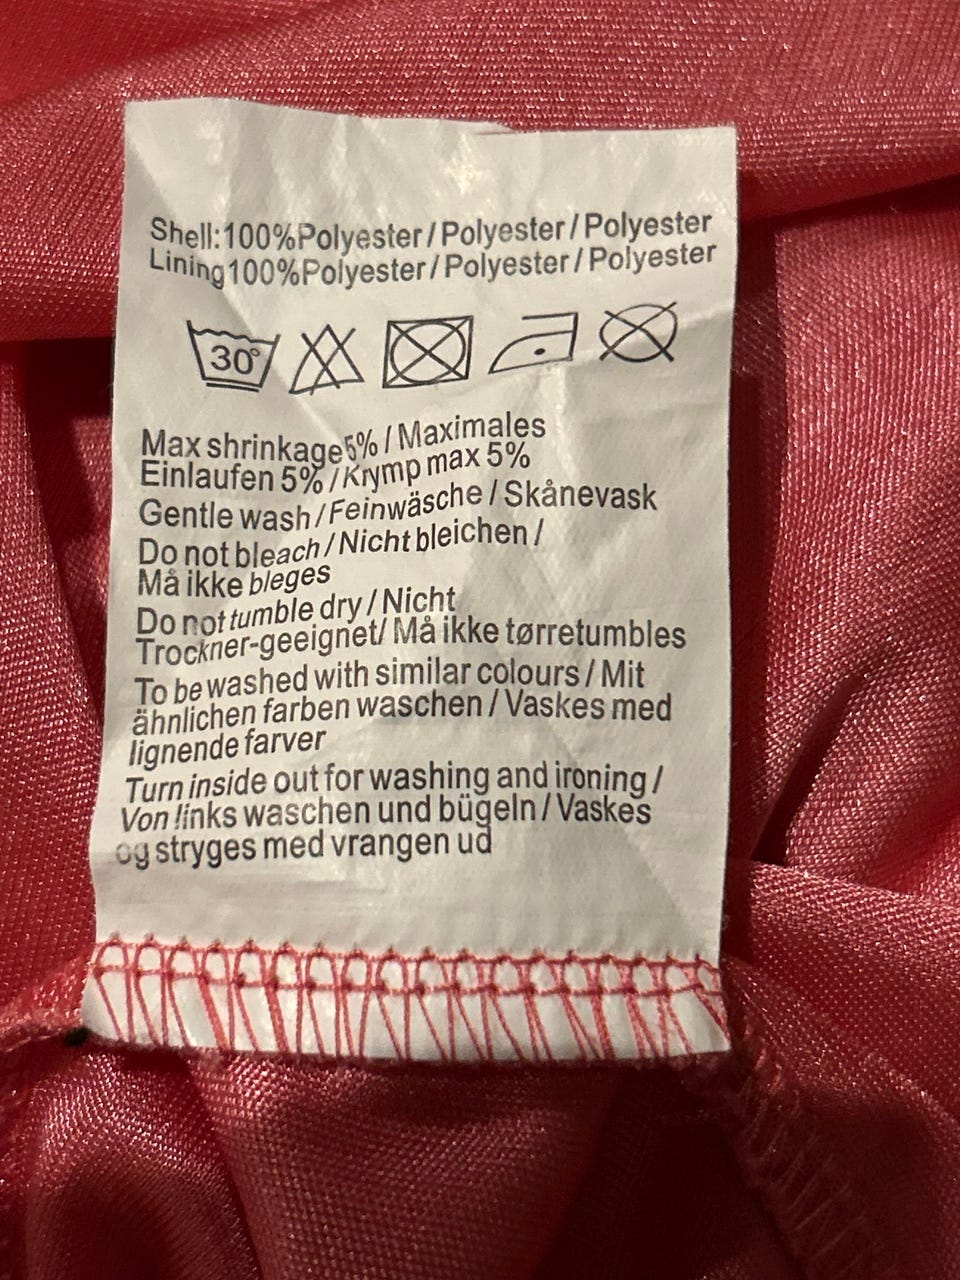 Shell:100%Polyester/Polyester/Polyester
Lining100%Polyester/Polyester/Polyester
30°
Max shrinkage5%/Maximales
Einlaufen 5%/Krymp max 5%
Gentle wash/Feinwäsche/Skånevask
Do not bleach/Nicht bleichen/
Må ikke bleges
Do not tumble dry/Nicht
Trockner-geeignet/Må ikke tørretumbles
To be washed with similar colours/Mit
ähnlichen farben waschen/Vaskes med
lignende farver
Turn inside out for washing and ironing/
Von links waschen und bügeln/Vaskes
og stryges med vrangen ud